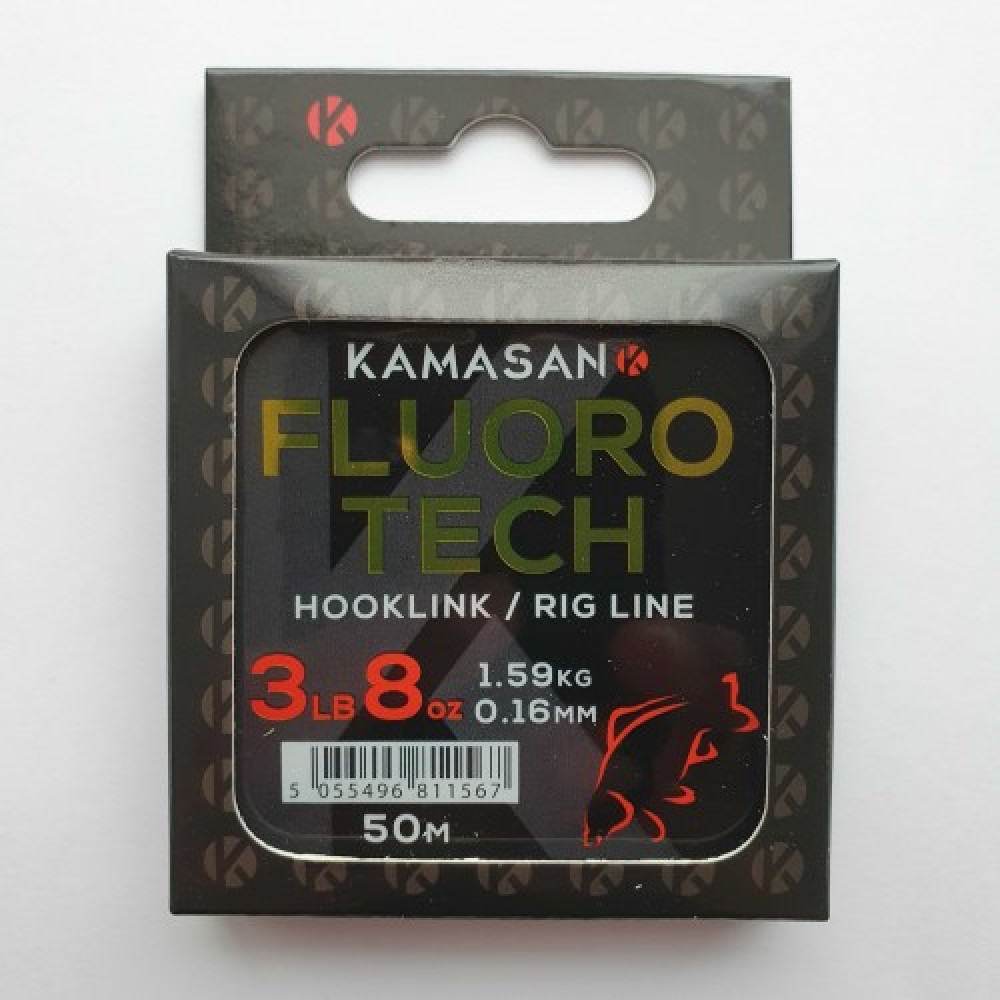 KAMASAN
FLUORO
TECH
HOOKLINK / RIG LINE
3LB 8OZ
1.59KG
0.16MM
5 055496 811567
50M